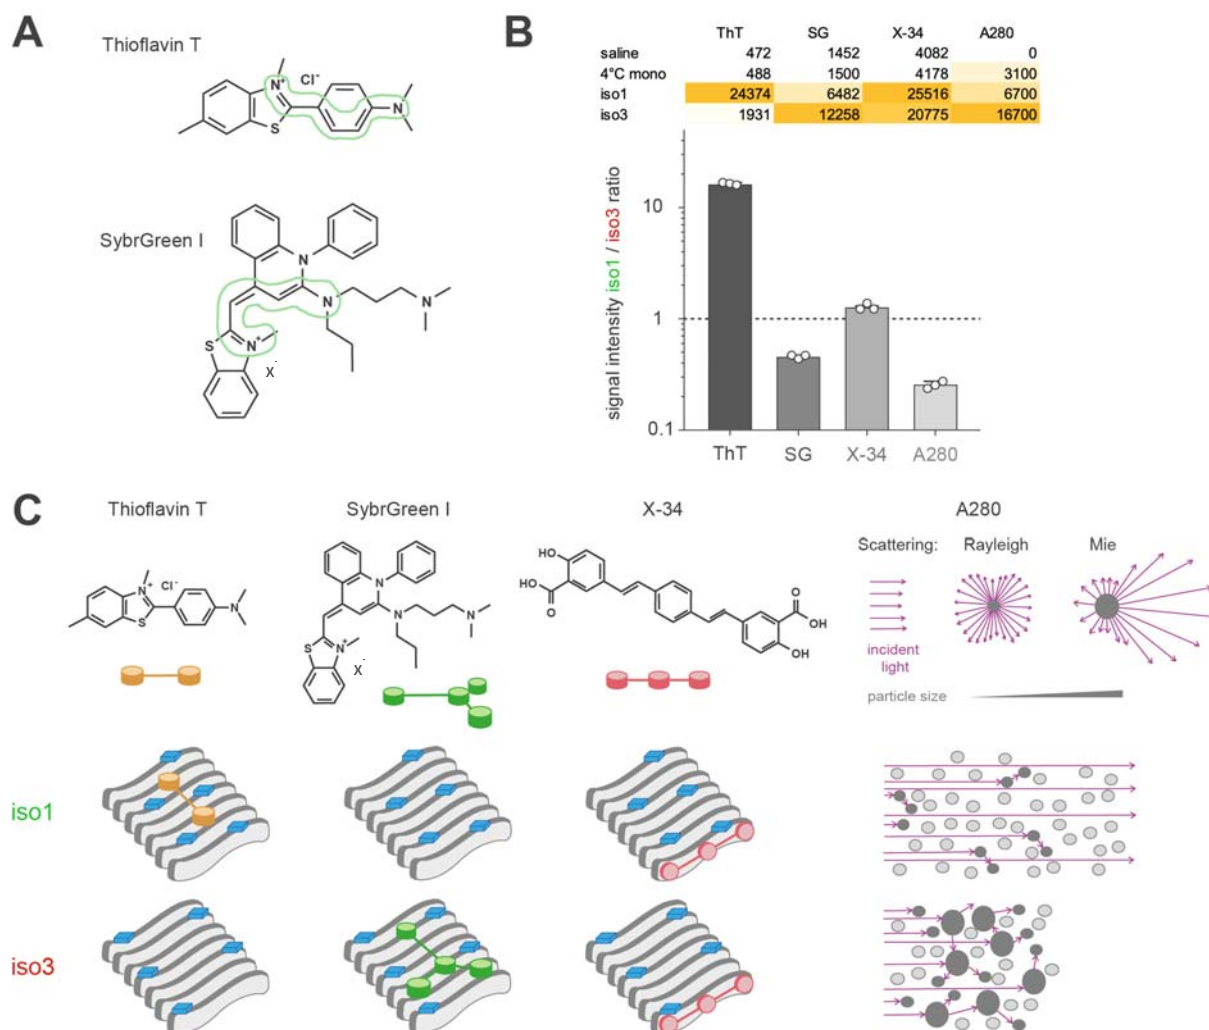 A
Thioflavin T
N⁺
Cl⁻
N
S
SybrGreen I
N
N
N
S
N⁺
X⁻
B
ThT SG X-34 A280
saline 472 1452 4082 0
4°C mono 488 1500 4178 3100
iso1 24374 6482 25516 6700
iso3 1931 12258 20775 16700
signal intensity iso1 / iso3 ratio
10
1
0.1
ThT SG X-34 A280
C
Thioflavin T
SybrGreen I
X-34
A280
N⁺
Cl⁻
N
S
N
N
N
S
N⁺
X⁻
HO
HO
O
O
OH
OH
Scattering: Rayleigh Mie
incident
light
particle size
iso1
iso3